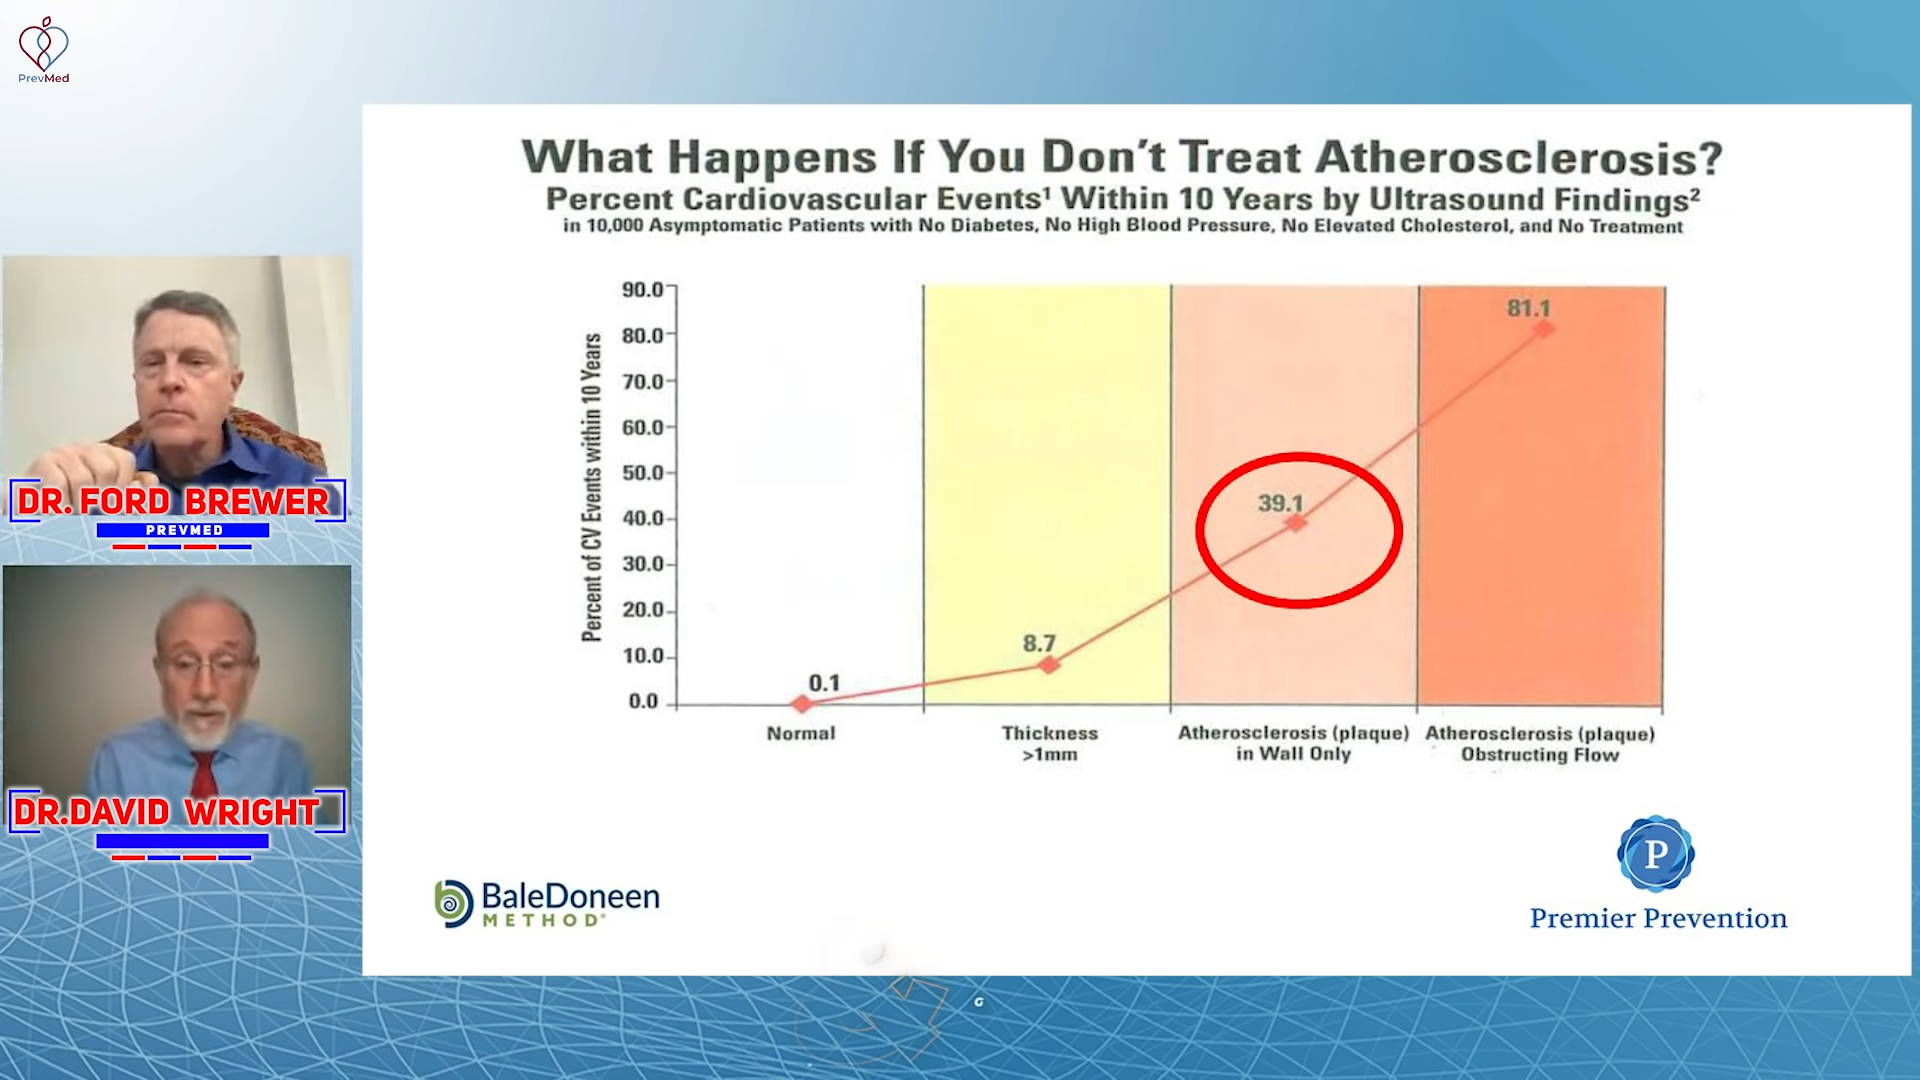 PrevMed
What Happens If You Don't Treat Atherosclerosis?
Percent Cardiovascular Events¹ Within 10 Years by Ultrasound Findings²
in 10,000 Asymptomatic Patients with No Diabetes, No High Blood Pressure, No Elevated Cholesterol, and No Treatment
Percent of CV Events within 10 Years
90.0
80.0
70.0
60.0
50.0
40.0
30.0
20.0
10.0
0.0
0.1
8.7
39.1
81.1
Normal
Thickness
>1mm
Atherosclerosis (plaque)
in Wall Only
Atherosclerosis (plaque)
Obstructing Flow
DR. FORD BREWER
PREVMED
DR.DAVID WRIGHT
BaleDoneen
METHOD®
P
Premier Prevention
G